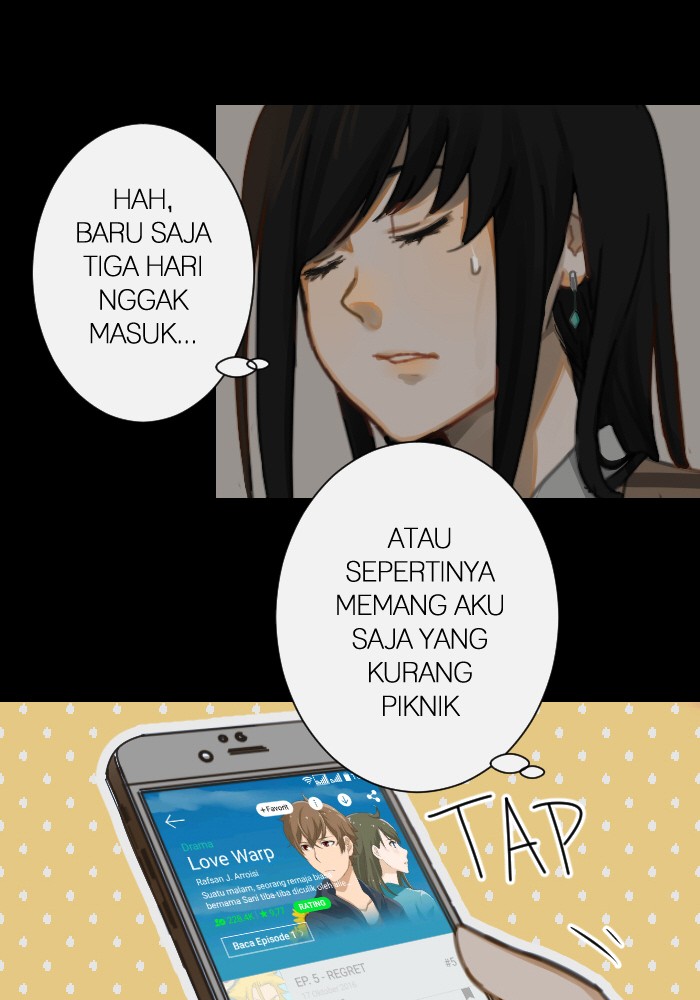 HAH,
BARU SAJA
TIGA HARI
NGGAK
MASUK...
ATAU
SEPERTINYA
MEMANG AKU
SAJA YANG
KURANG
PIKNIK
TAP
+Favorit
Drama
Love Warp
Rafsan J. Arroisi
Suatu malam, seorang remaja
bernama Sani tiba-tiba diculik oleh
9,77
RATING
Baca Episode 1
EP. 5 - REGRET
#5